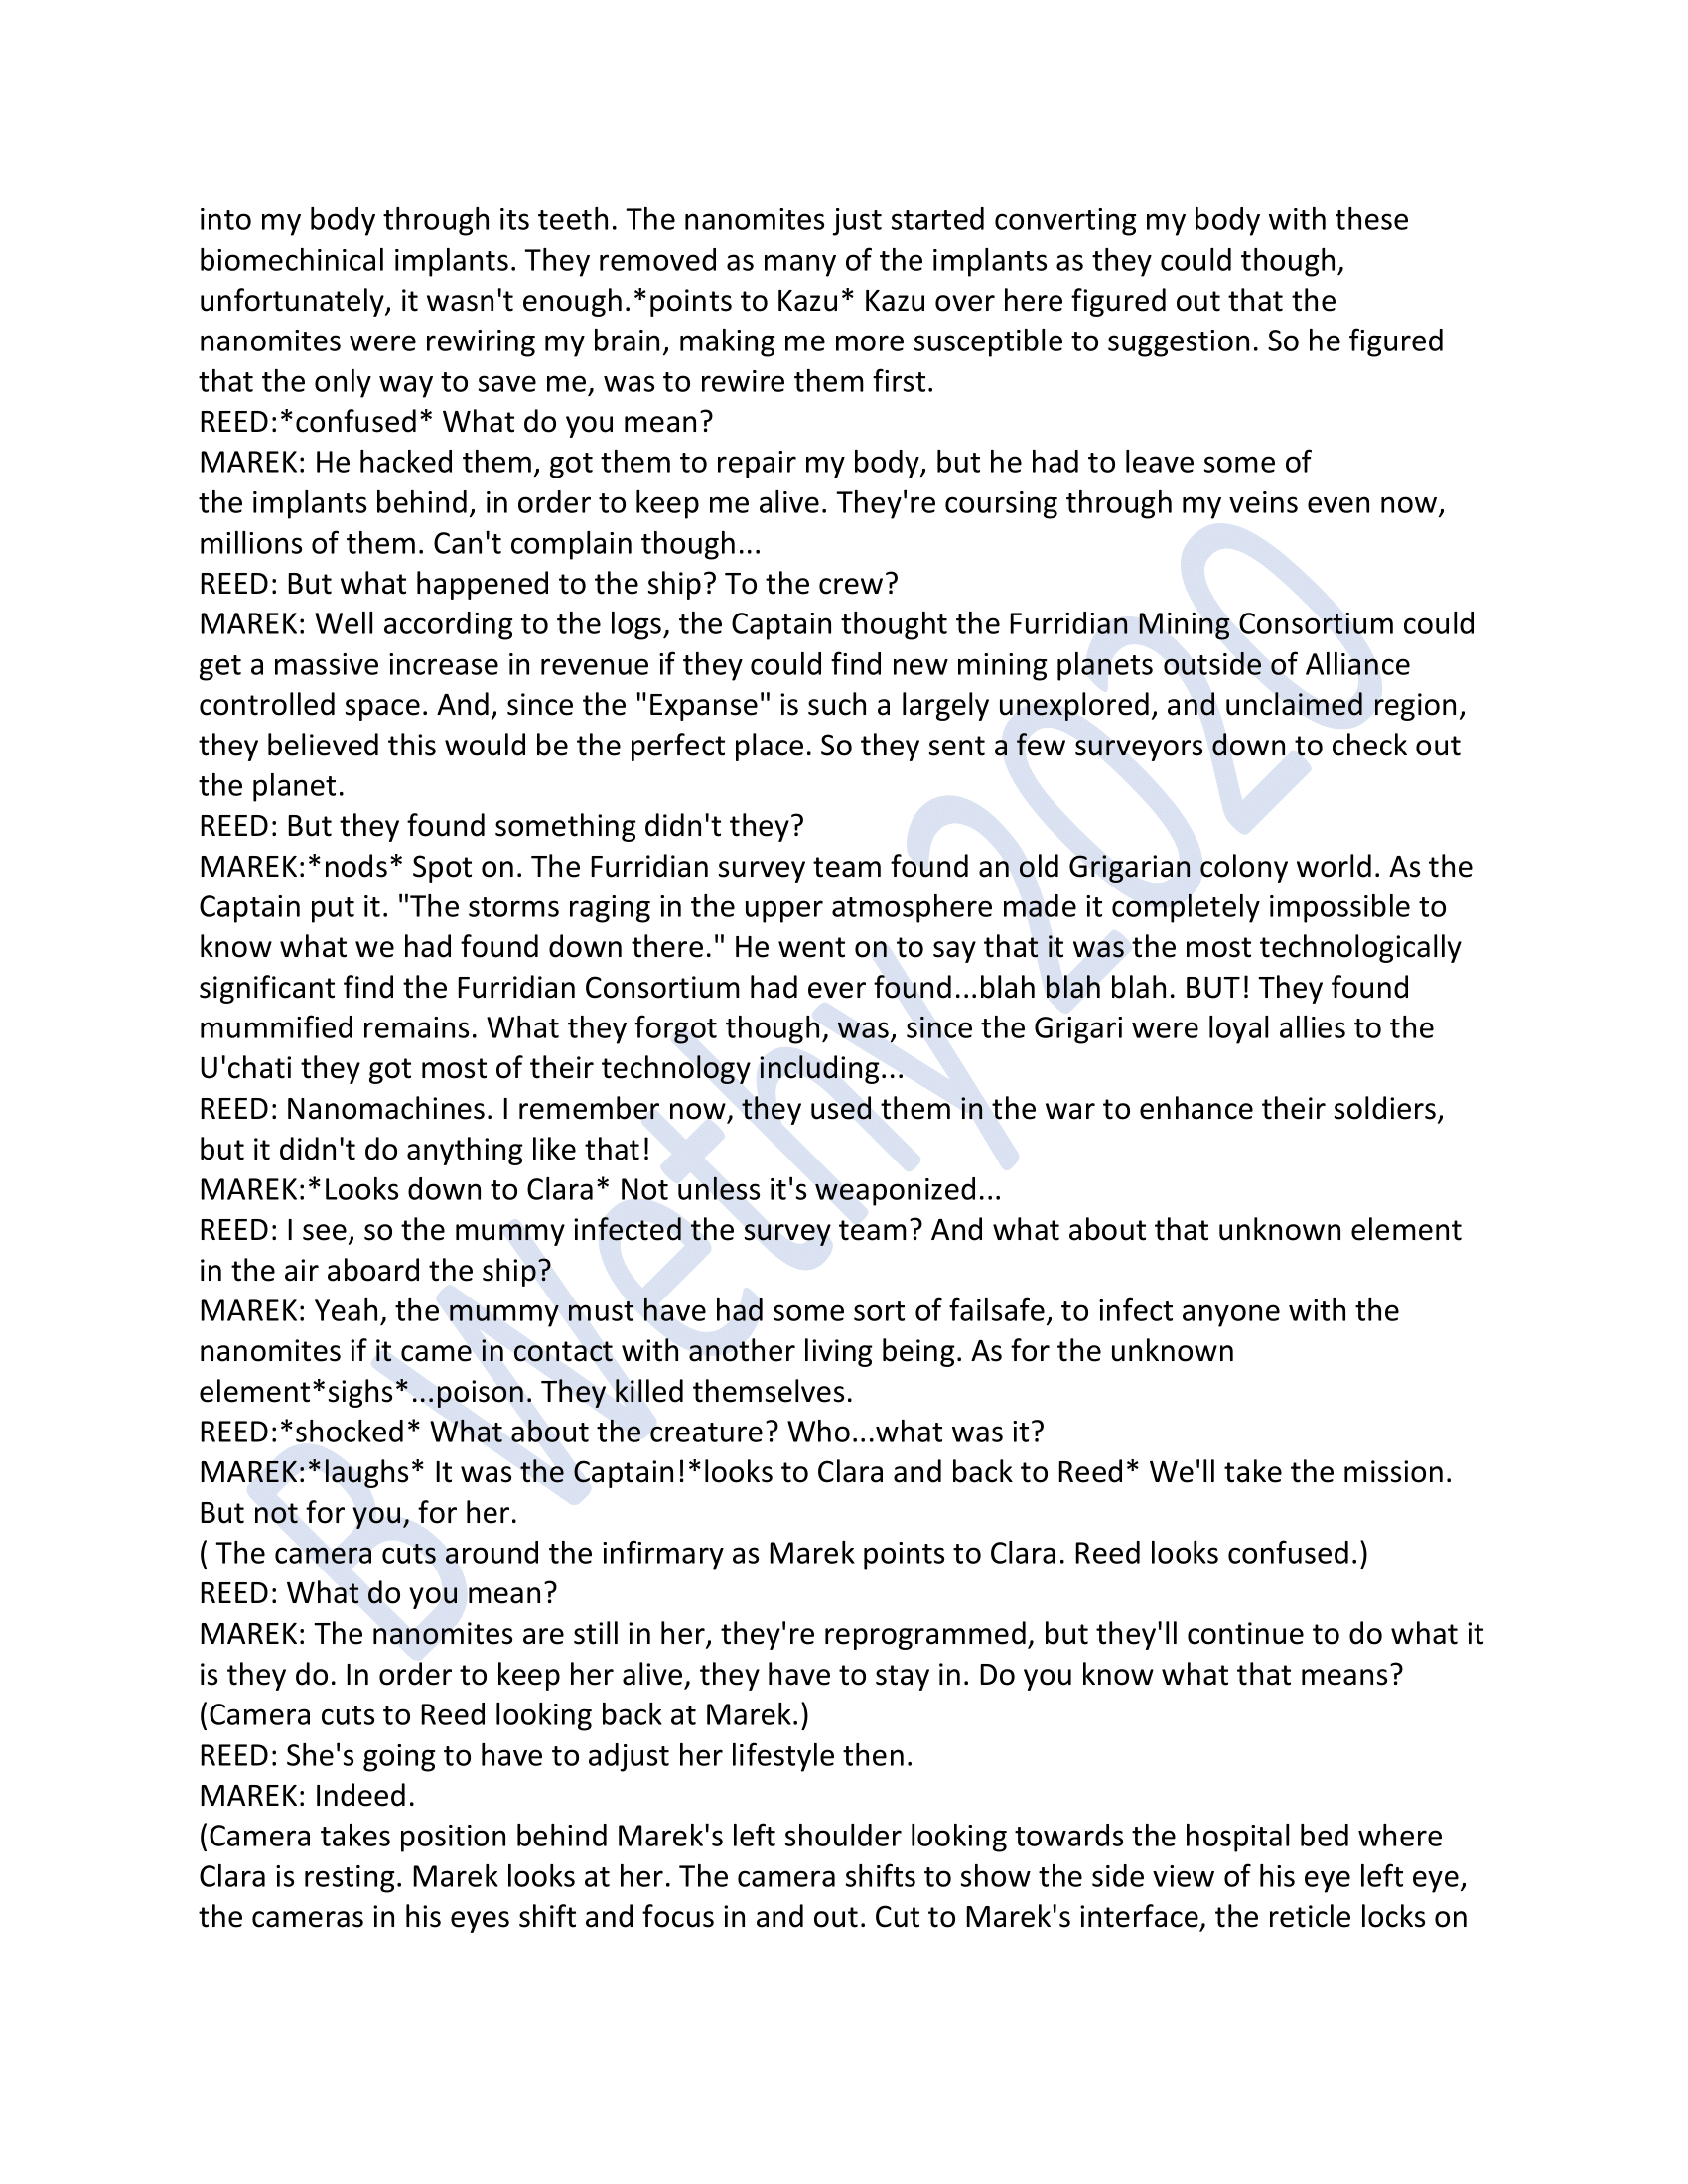 into my body through its teeth. The nanomites just started converting my body with these
biomechinical implants. They removed as many of the implants as they could though,
unfortunately, it wasn't enough.*points to Kazu* Kazu over here figured out that the
nanomites were rewiring my brain, making me more susceptible to suggestion. So he figured
that the only way to save me, was to rewire them first.
REED:*confused* What do you mean?
MAREK: He hacked them, got them to repair my body, but he had to leave some of
the implants behind, in order to keep me alive. They're coursing through my veins even now,
millions of them. Can't complain though...
REED: But what happened to the ship? To the crew?
MAREK: Well according to the logs, the Captain thought the Furridian Mining Consortium could
get a massive increase in revenue if they could find new mining planets outside of Alliance
controlled space. And, since the "Expanse" is such a largely unexplored, and unclaimed region,
they believed this would be the perfect place. So they sent a few surveyors down to check out
the planet.
REED: But they found something didn't they?
MAREK:*nods* Spot on. The Furridian survey team found an old Grigarian colony world. As the
Captain put it. "The storms raging in the upper atmosphere made it completely impossible to
know what we had found down there." He went on to say that it was the most technologically
significant find the Furridian Consortium had ever found...blah blah blah. BUT! They found
mummified remains. What they forgot though, was, since the Grigari were loyal allies to the
U'chati they got most of their technology including...
REED: Nanomachines. I remember now, they used them in the war to enhance their soldiers,
but it didn't do anything like that!
MAREK:*Looks down to Clara* Not unless it's weaponized...
REED: I see, so the mummy infected the survey team? And what about that unknown element
in the air aboard the ship?
MAREK: Yeah, the mummy must have had some sort of failsafe, to infect anyone with the
nanomites if it came in contact with another living being. As for the unknown
element*sighs*...poison. They killed themselves.
REED:*shocked* What about the creature? Who...what was it?
MAREK:*laughs* It was the Captain!*looks to Clara and back to Reed* We'll take the mission.
But not for you, for her.
( The camera cuts around the infirmary as Marek points to Clara. Reed looks confused.)
REED: What do you mean?
MAREK: The nanomites are still in her, they're reprogrammed, but they'll continue to do what it
is they do. In order to keep her alive, they have to stay in. Do you know what that means?
(Camera cuts to Reed looking back at Marek.)
REED: She's going to have to adjust her lifestyle then.
MAREK: Indeed.
(Camera takes position behind Marek's left shoulder looking towards the hospital bed where
Clara is resting. Marek looks at her. The camera shifts to show the side view of his eye left eye,
the cameras in his eyes shift and focus in and out. Cut to Marek's interface, the reticle locks on
B Wethy 2020